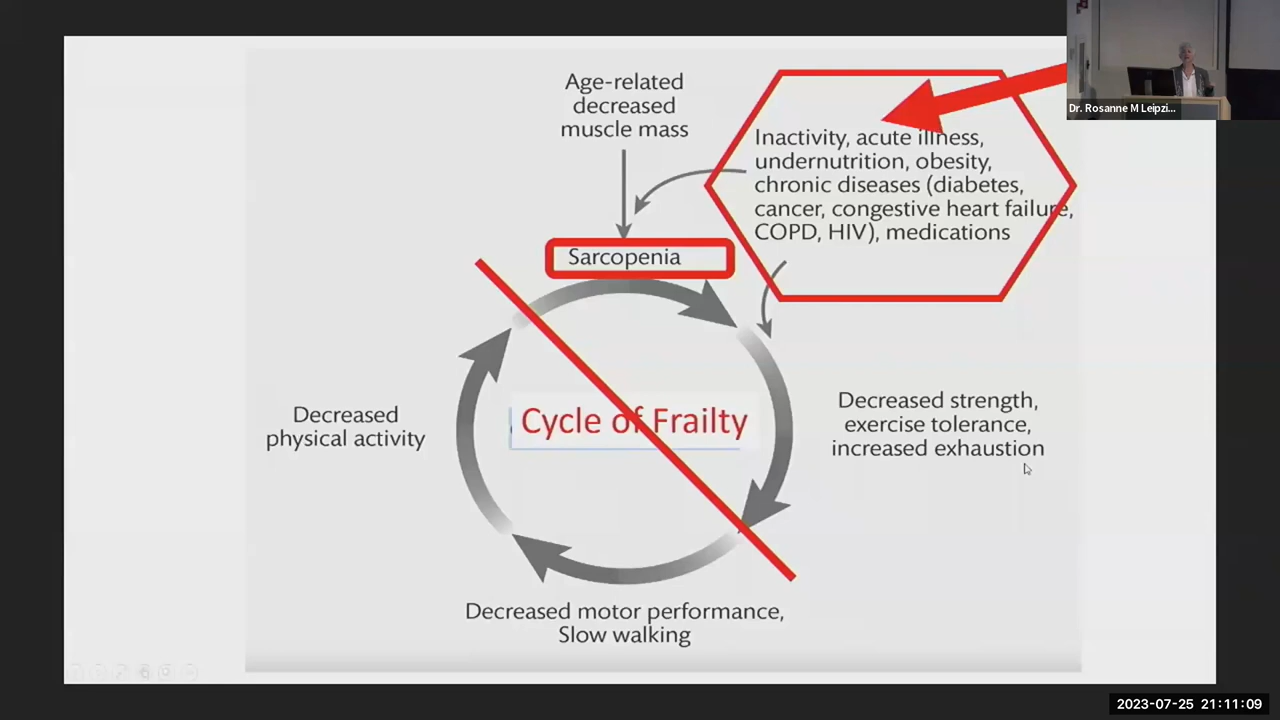 Age-related
decreased
muscle mass
Inactivity, acute illness,
undernutrition, obesity,
chronic diseases (diabetes,
cancer, congestive heart failure,
COPD, HIV), medications
Sarcopenia
Cycle of Frailty
Decreased strength,
exercise tolerance,
increased exhaustion
Decreased motor performance,
Slow walking
Decreased
physical activity
Dr. Rosanne M Leipzi...
2023-07-25 21:11:09